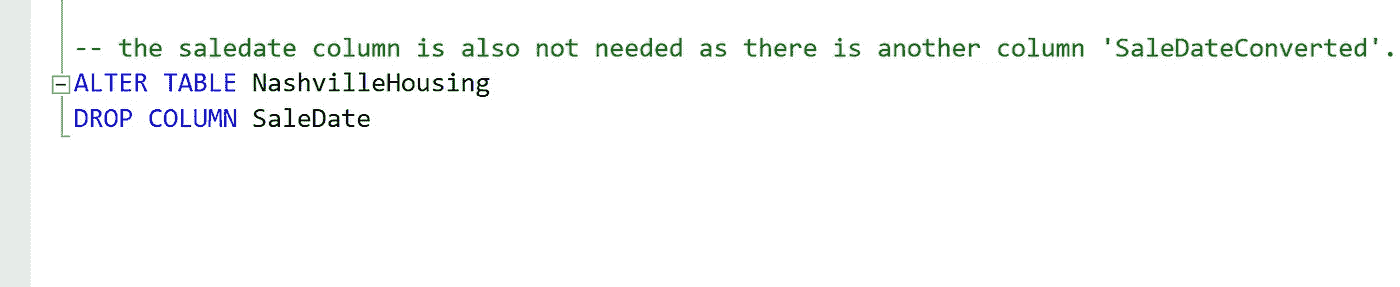 -- the saledate column is also not needed as there is another column 'SaleDateConverted'.
ALTER TABLE NashvilleHousing
DROP COLUMN SaleDate